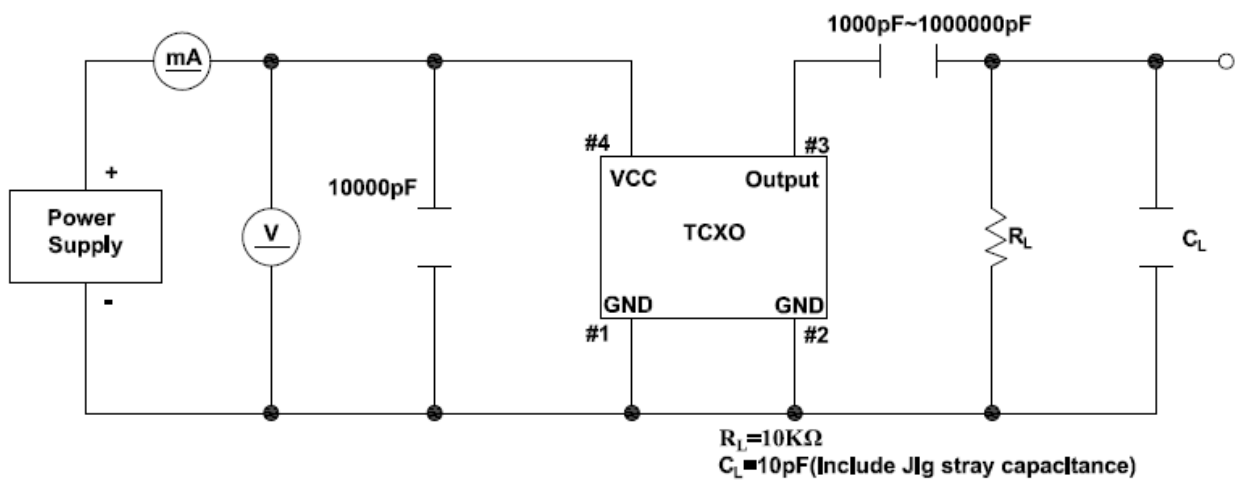 1000pF~1000000pF
mA
#4
#3
VCC
Output
+
10000pF
Power
Supply
V
TCXO
RL
CL
-
GND
GND
#1
#2
RL=10KΩ
CL=10pF(Include Jig stray capacitance)